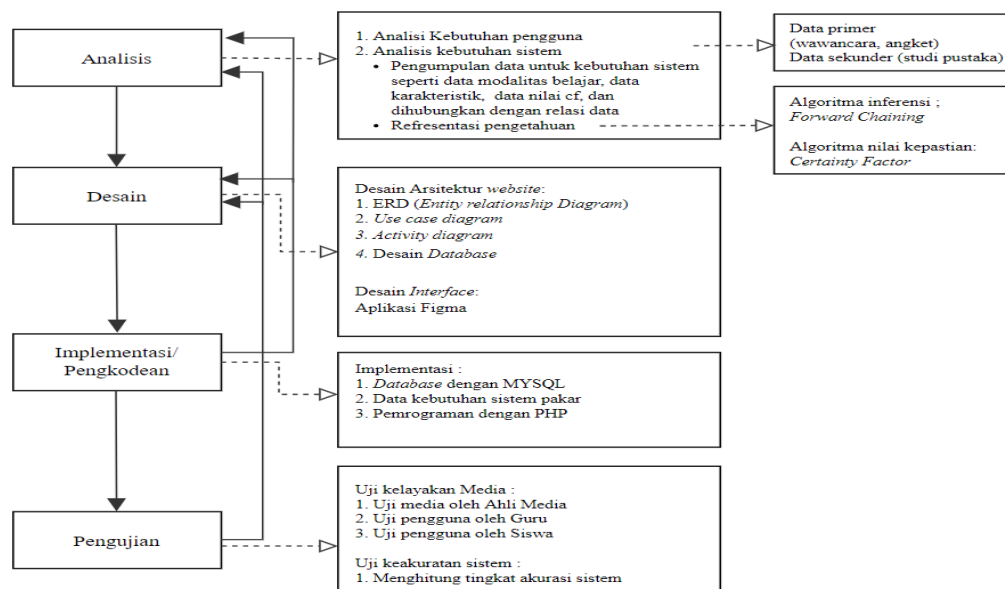 Analisis
1. Analisi Kebutuhan pengguna
2. Analisis kebutuhan sistem
• Pengumpulan data untuk kebutuhan sistem
seperti data modalitas belajar, data
karakteristik, data nilai cf, dan
dihubungkan dengan relasi data
• Refresentasi pengetahuan
Data primer
(wawancara, angket)
Data sekunder (studi pustaka)
Algoritma inferensi ;
Forward Chaining
Algoritma nilai kepastian:
Certainty Factor
Desain
Desain Arsitektur website:
1. ERD (Entity relationship Diagram)
2. Use case diagram
3. Activity diagram
4. Desain Database
Desain Interface:
Aplikasi Figma
Implementasi/
Pengkodean
Implementasi :
1. Database dengan MYSQL
2. Data kebutuhan sistem pakar
3. Pemrograman dengan PHP
Pengujian
Uji kelayakan Media :
1. Uji media oleh Ahli Media
2. Uji pengguna oleh Guru
3. Uji pengguna oleh Siswa
Uji keakuratan sistem :
1. Menghitung tingkat akurasi sistem